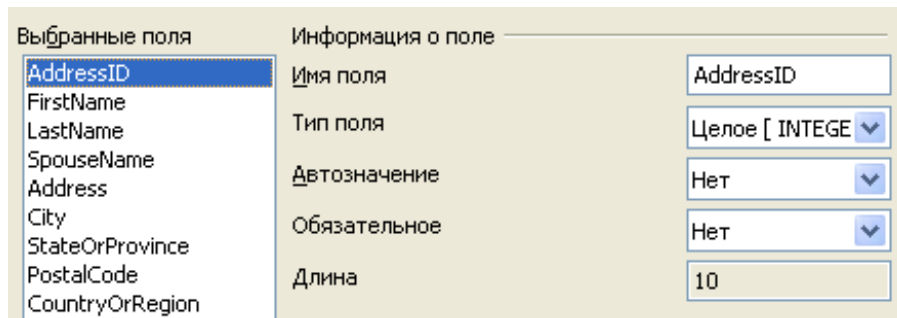 Выбранные поля
AddressID
FirstName
LastName
SpouseName
Address
City
StateOrProvince
PostalCode
CountryOrRegion
Информация о поле
Имя поля AddressID
Тип поля Целое [ INTEGE
Автозначение Нет
Обязательное Нет
Длина 10